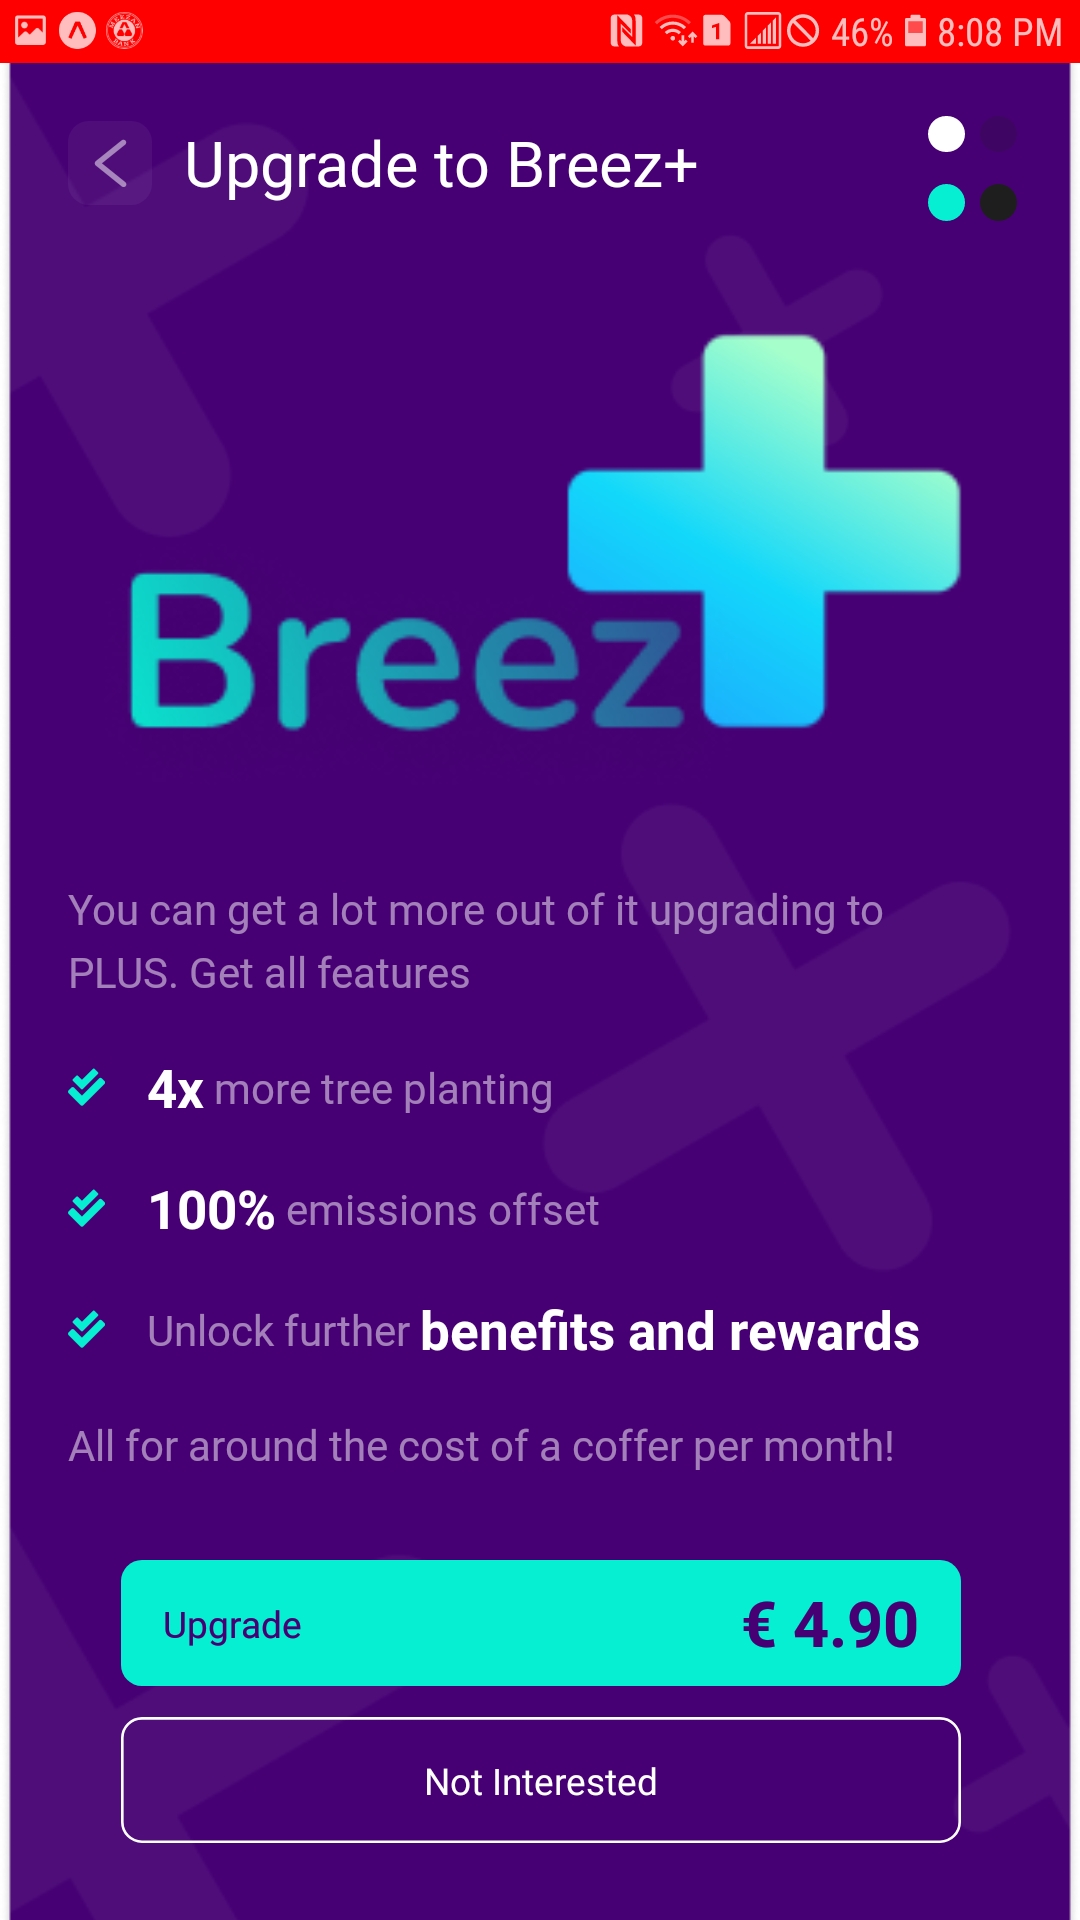 1 46% 8:08 PM
Upgrade to Breez+
Breez+
You can get a lot more out of it upgrading to
PLUS. Get all features
4x more tree planting
100% emissions offset
Unlock further benefits and rewards
All for around the cost of a coffer per month!
Upgrade € 4.90
Not Interested